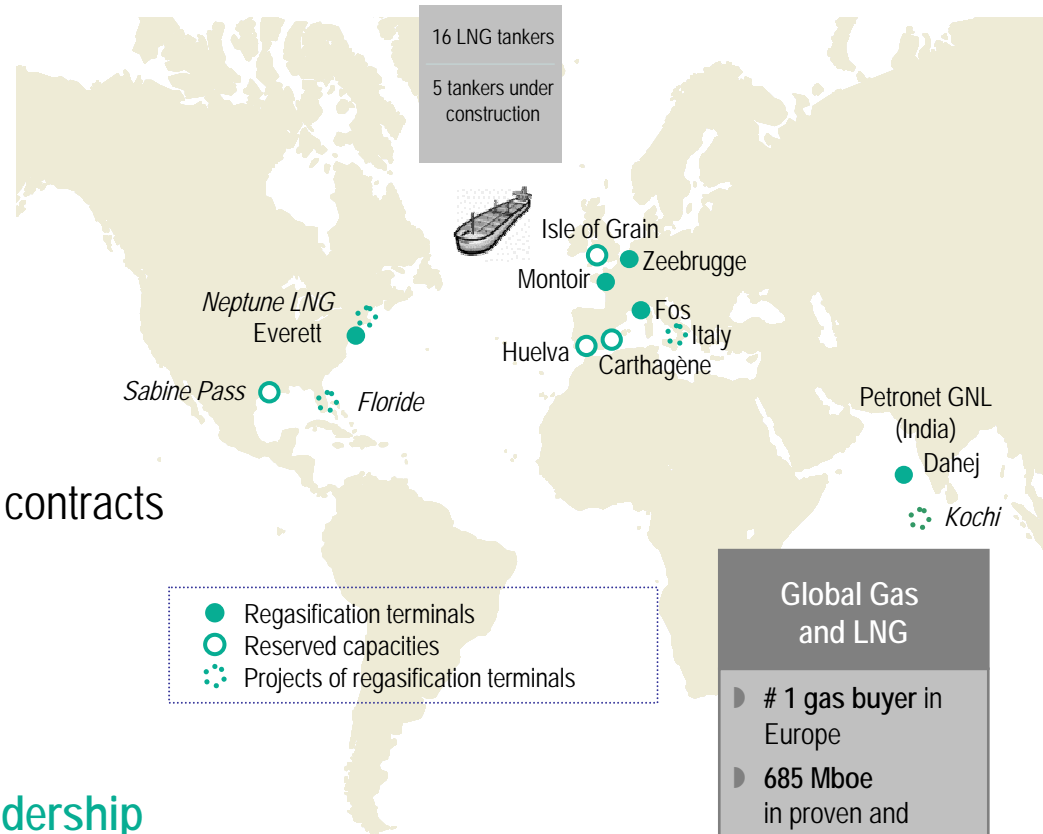 16 LNG tankers
5 tankers under
construction
Isle of Grain
Zeebrugge
Montoir
Neptune LNG
Everett
Fos
Italy
Huelva
Carthagène
Sabine Pass
Floride
Petronet GNL
(India)
Dahej
Kochi
contracts
Regasification terminals
Reserved capacities
Projects of regasification terminals
Global Gas
and LNG
# 1 gas buyer in
Europe
685 Mboe
in proven and
dership